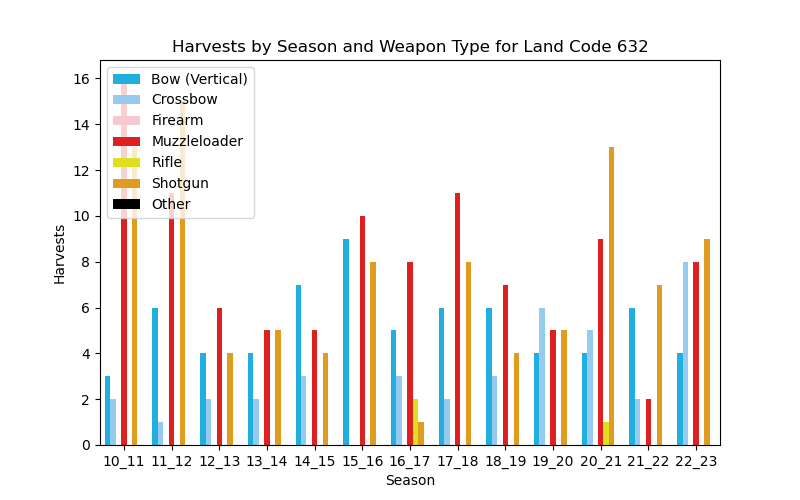 Harvests by Season and Weapon Type for Land Code 632
Bow (Vertical)
Crossbow
Firearm
Muzzleloader
Rifle
Shotgun
Other
16
14
12
10
8
6
4
2
0
Harvests
10_11 11_12 12_13 13_14 14_15 15_16 16_17 17_18 18_19 19_20 20_21 21_22 22_23
Season